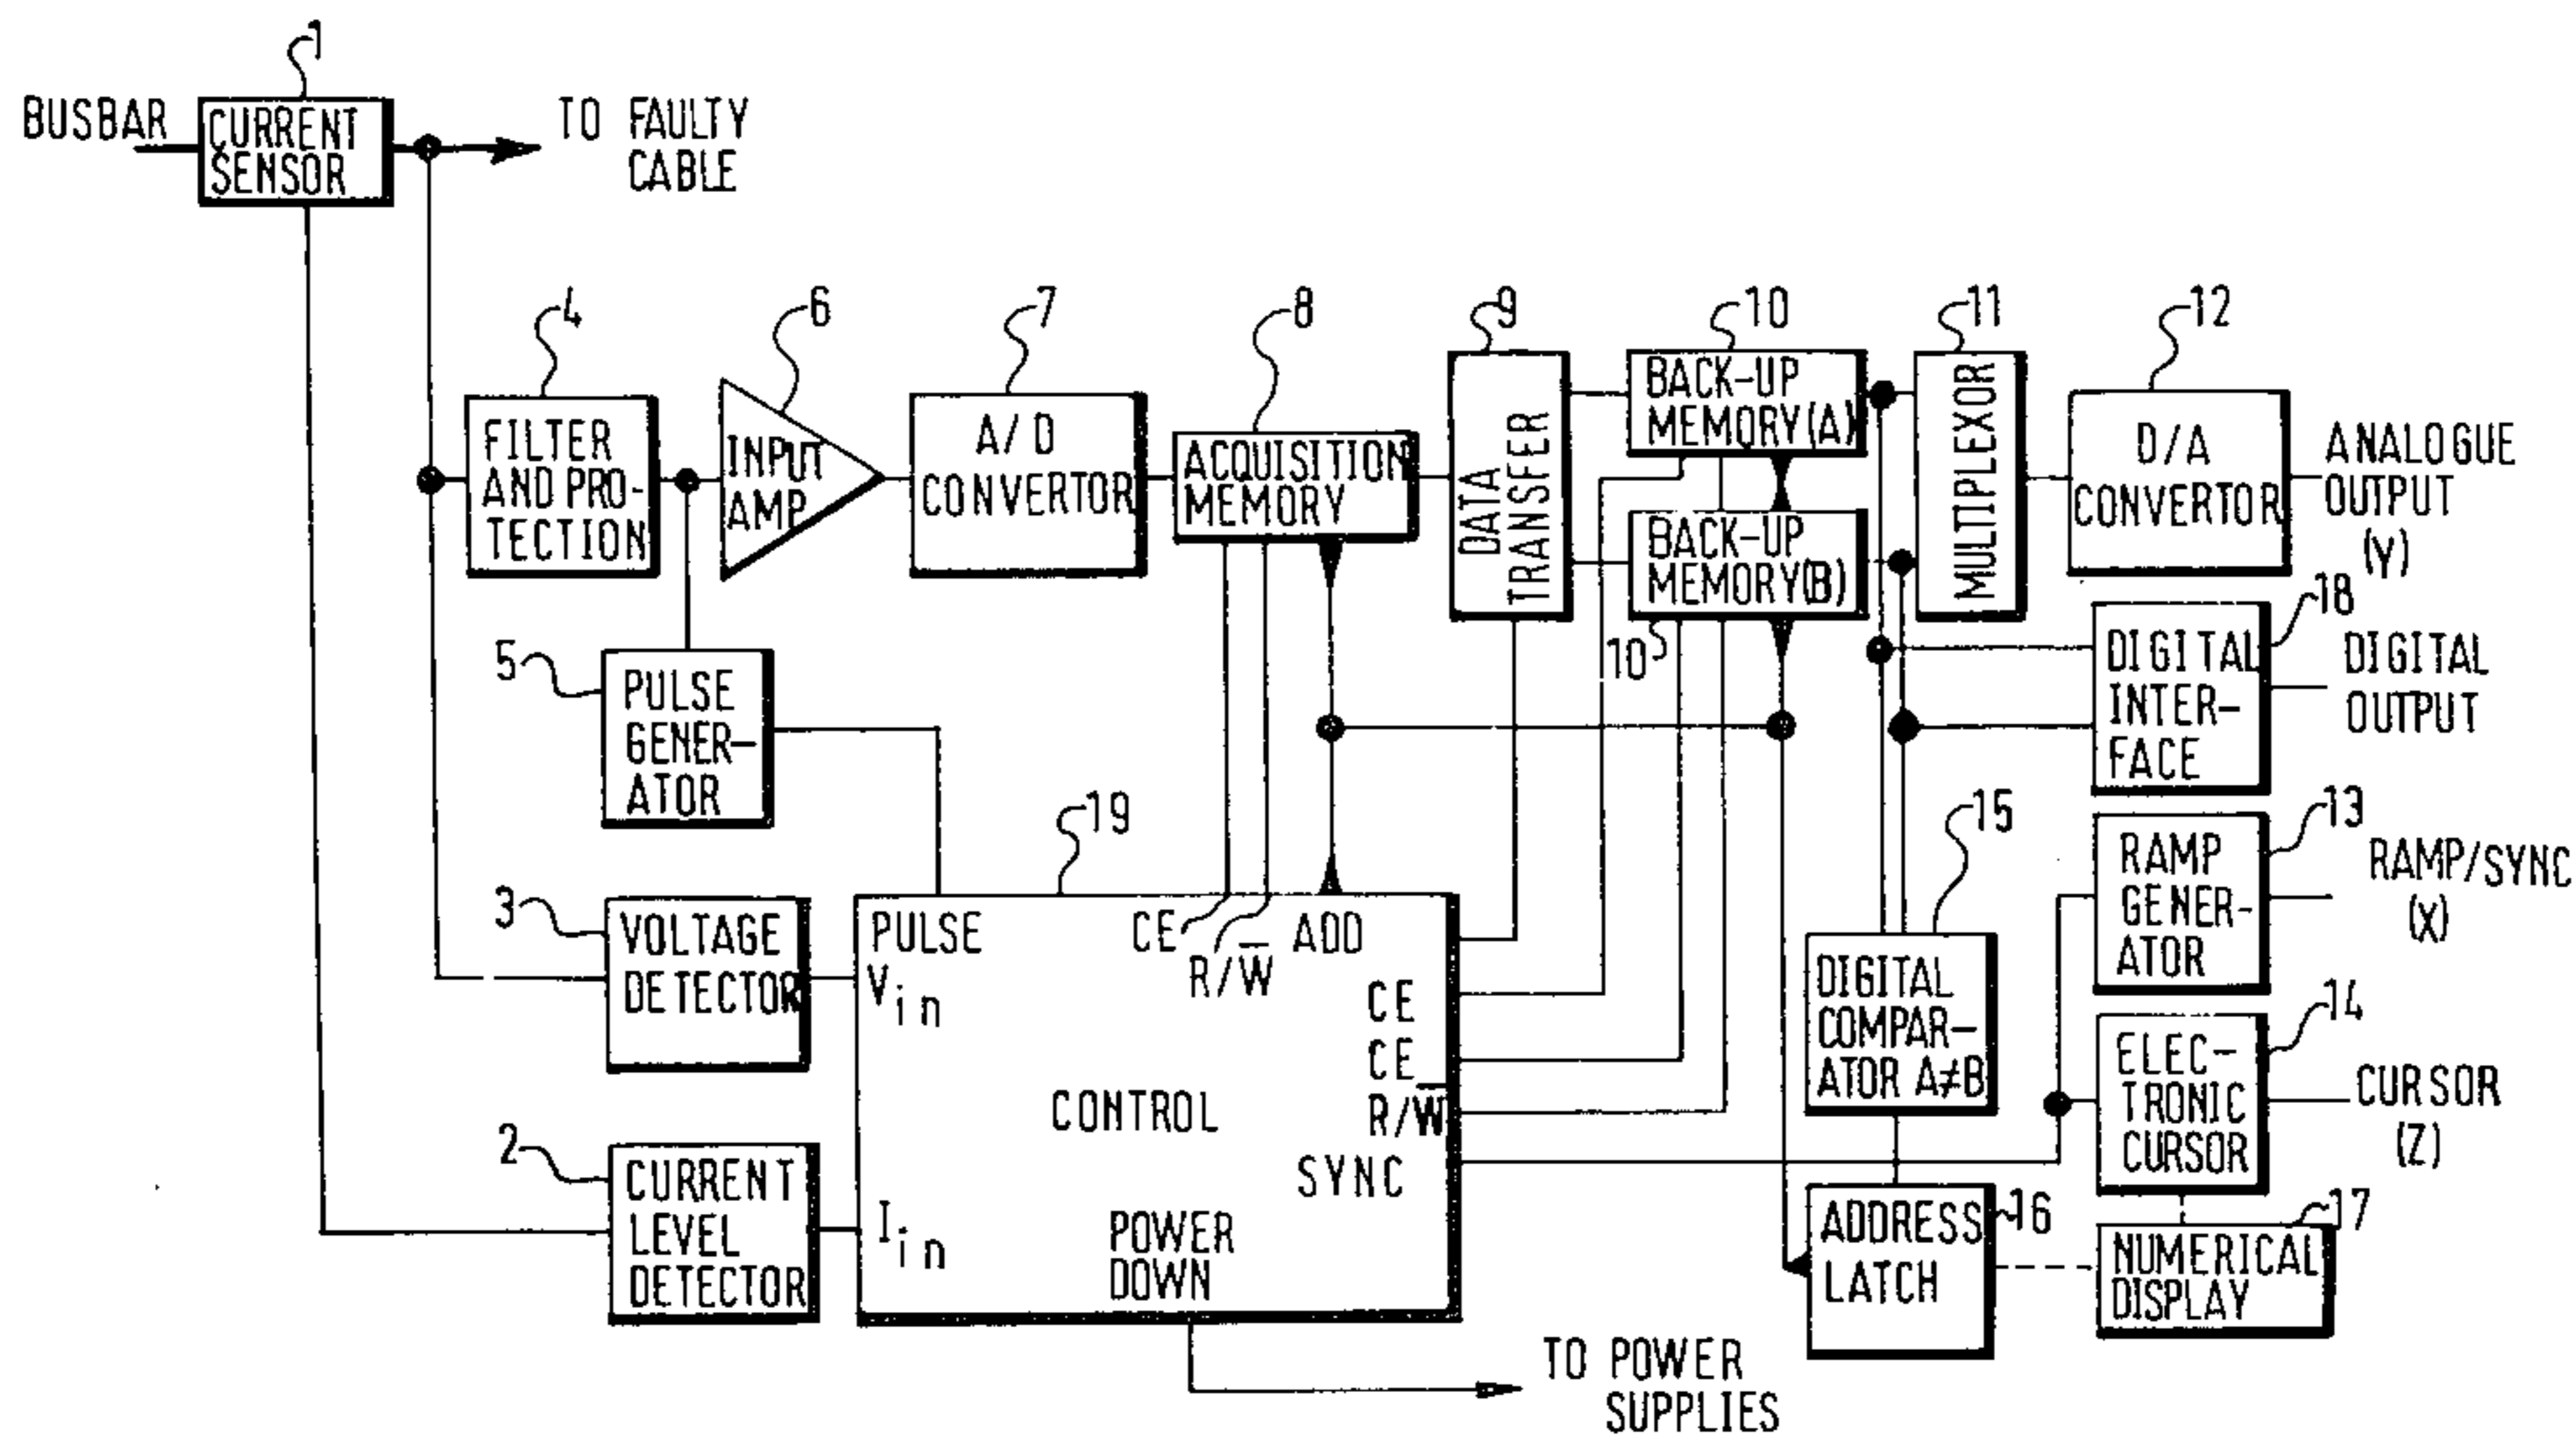 1
BUSBAR
CURRENT
SENSOR
TO FAULTY
CABLE
4
FILTER
AND PRO-
TECTION
6
INPUT
AMP
7
A/D
CONVERTOR
8
ACQUISITION
MEMORY
9
DATA
TRANSFER
10
BACK-UP
MEMORY(A)
BACK-UP
MEMORY(B)
10
11
MULTIPLEXOR
12
D/A
CONVERTOR
ANALOGUE
OUTPUT
(Y)
18
DIGITAL
INTER-
FACE
DIGITAL
OUTPUT
5
PULSE
GENER-
ATOR
13
RAMP
GENER-
ATOR
RAMP/SYNC
(X)
3
VOLTAGE
DETECTOR
19
PULSE
CE
R/W̅
ADD
Vin
CE
CE
R/W̅
CONTROL
SYNC
Iin
POWER
DOWN
15
DIGITAL
COMPAR-
ATOR A≠B
14
ELEC-
TRONIC
CURSOR
CURSOR
(Z)
2
CURRENT
LEVEL
DETECTOR
16
ADDRESS
LATCH
17
NUMERICAL
DISPLAY
TO POWER
SUPPLIES